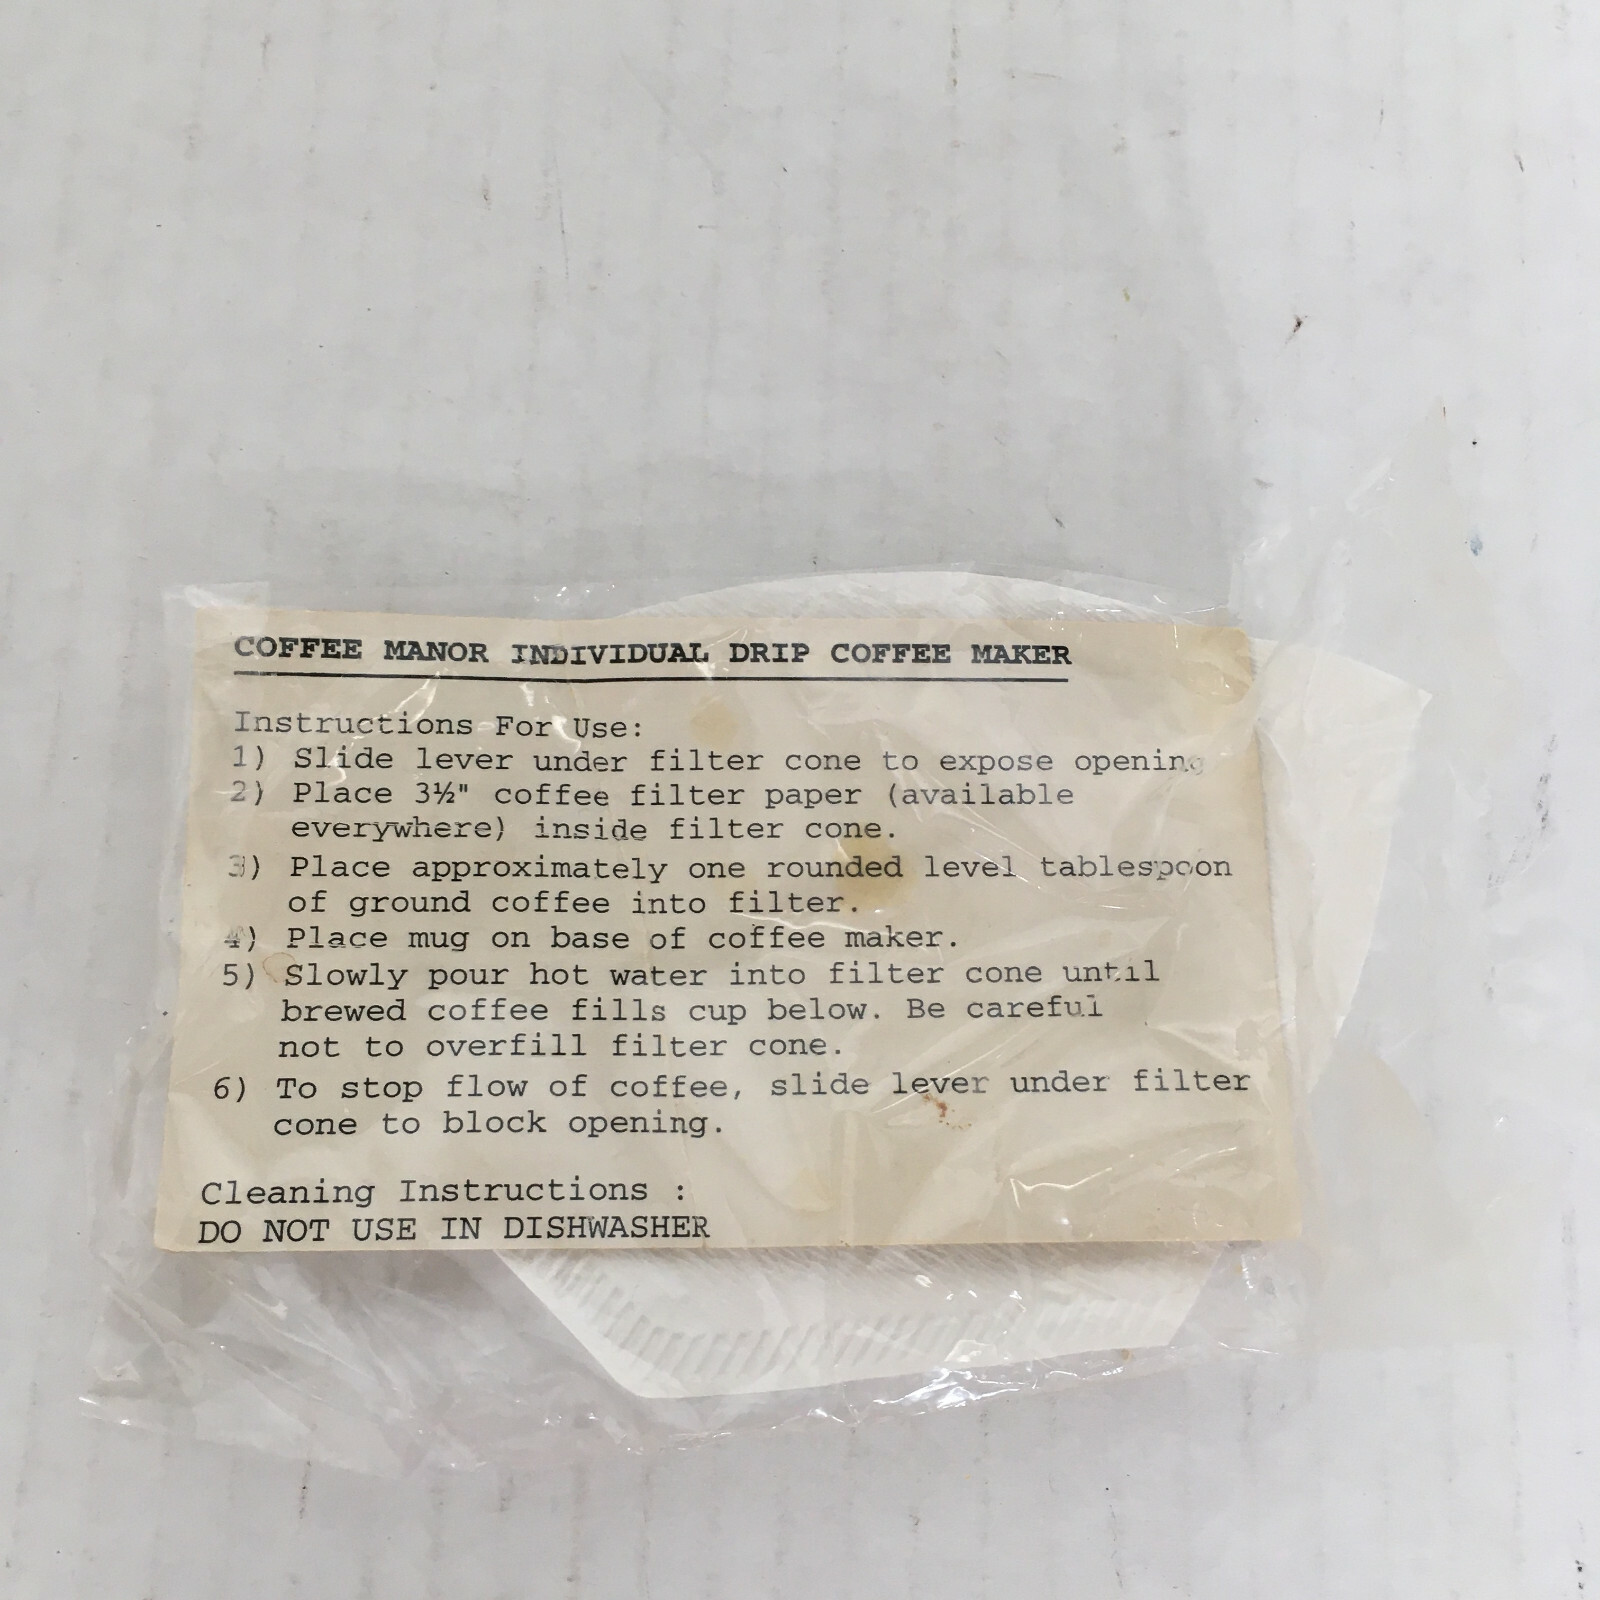 COFFEE MANOR INDIVIDUAL DRIP COFFEE MAKER
Instructions For Use:
1) Slide lever under filter cone to expose opening
2) Place 3½" coffee filter paper (available
everywhere) inside filter cone.
3) Place approximately one rounded level tablespoon
of ground coffee into filter.
4) Place mug on base of coffee maker.
5) Slowly pour hot water into filter cone until
brewed coffee fills cup below. Be careful
not to overfill filter cone.
6) To stop flow of coffee, slide lever under filter
cone to block opening.
Cleaning Instructions :
DO NOT USE IN DISHWASHER